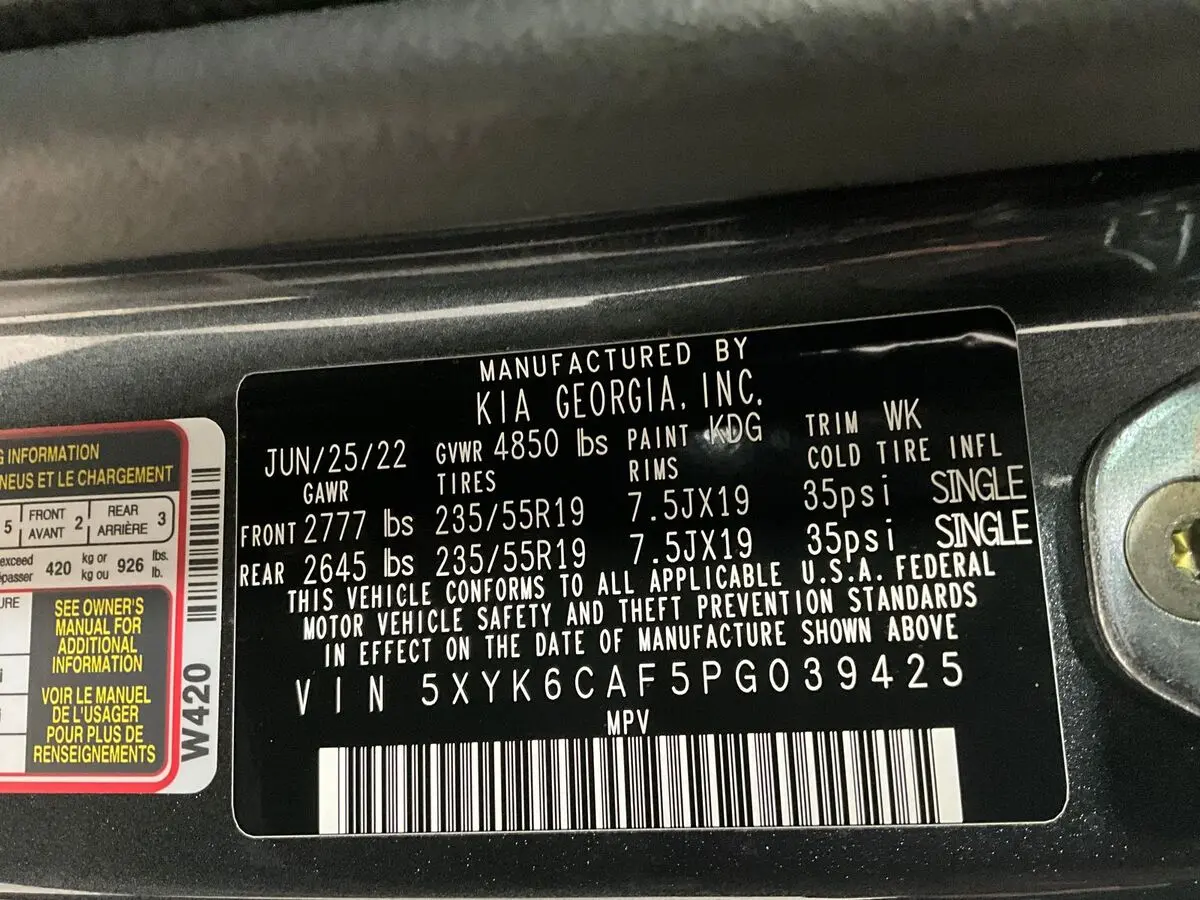 MANUFACTURED BY
KIA GEORGIA, INC.
JUN/25/22 GVWR 4850 lbs PAINT KDG TRIM WK
GAWR TIRES RIMS COLD TIRE INFL
FRONT 2777 lbs 235/55R19 7.5JX19 35psi SINGLE
REAR 2645 lbs 235/55R19 7.5JX19 35psi SINGLE
THIS VEHICLE CONFORMS TO ALL APPLICABLE U.S.A. FEDERAL
MOTOR VEHICLE SAFETY AND THEFT PREVENTION STANDARDS
IN EFFECT ON THE DATE OF MANUFACTURE SHOWN ABOVE
VIN 5XYK6CAF5PG039425
MPV
INFORMATION
PNEUS ET LE CHARGEMENT
5 FRONT 2 REAR 3
AVANT ARRIÈRE
exceed 420 kg or 926 lbs.
kg ou lb.
SEE OWNER'S
MANUAL FOR
ADDITIONAL
INFORMATION
VOIR LE MANUEL
DE L'USAGER
POUR PLUS DE
RENSEIGNEMENTS
W420